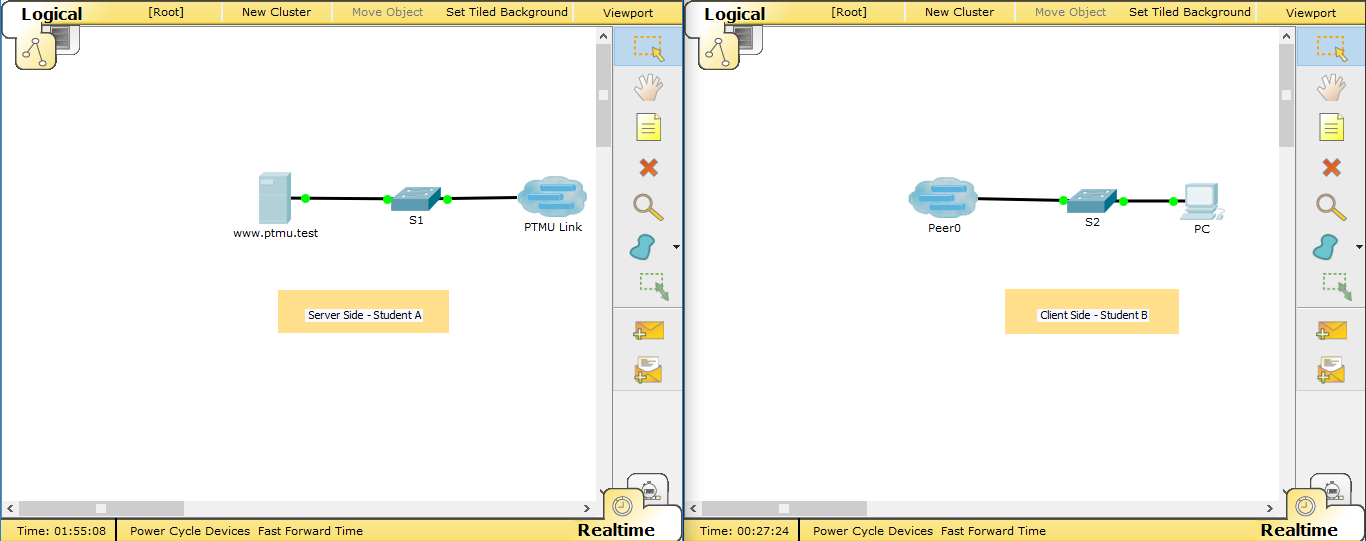 Logical [Root] New Cluster Move Object Set Tiled Background Viewport
www.ptmu.test
S1
PTMU Link
Server Side - Student A
Time: 01:55:08 Power Cycle Devices Fast Forward Time Realtime
Logical [Root] New Cluster Move Object Set Tiled Background Viewport
Peer0
S2
PC
Client Side - Student B
Time: 00:27:24 Power Cycle Devices Fast Forward Time Realtime